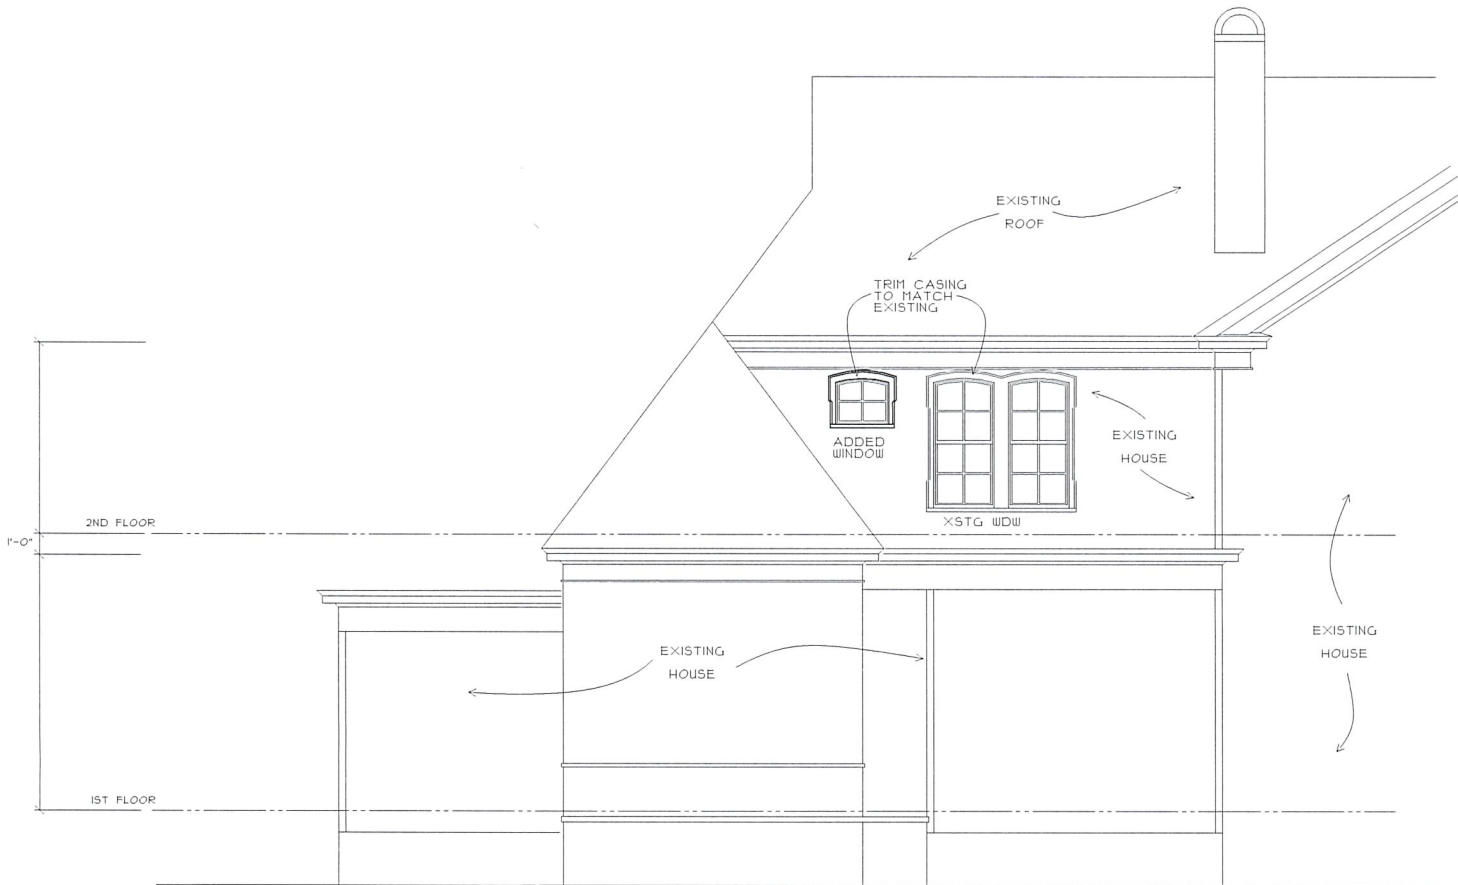 EXISTING
ROOF
TRIM CASING
TO MATCH
EXISTING
ADDED
WINDOW
EXISTING
HOUSE
XSTG WDW
2ND FLOOR
1'-0"
EXISTING
HOUSE
EXISTING
HOUSE
1ST FLOOR